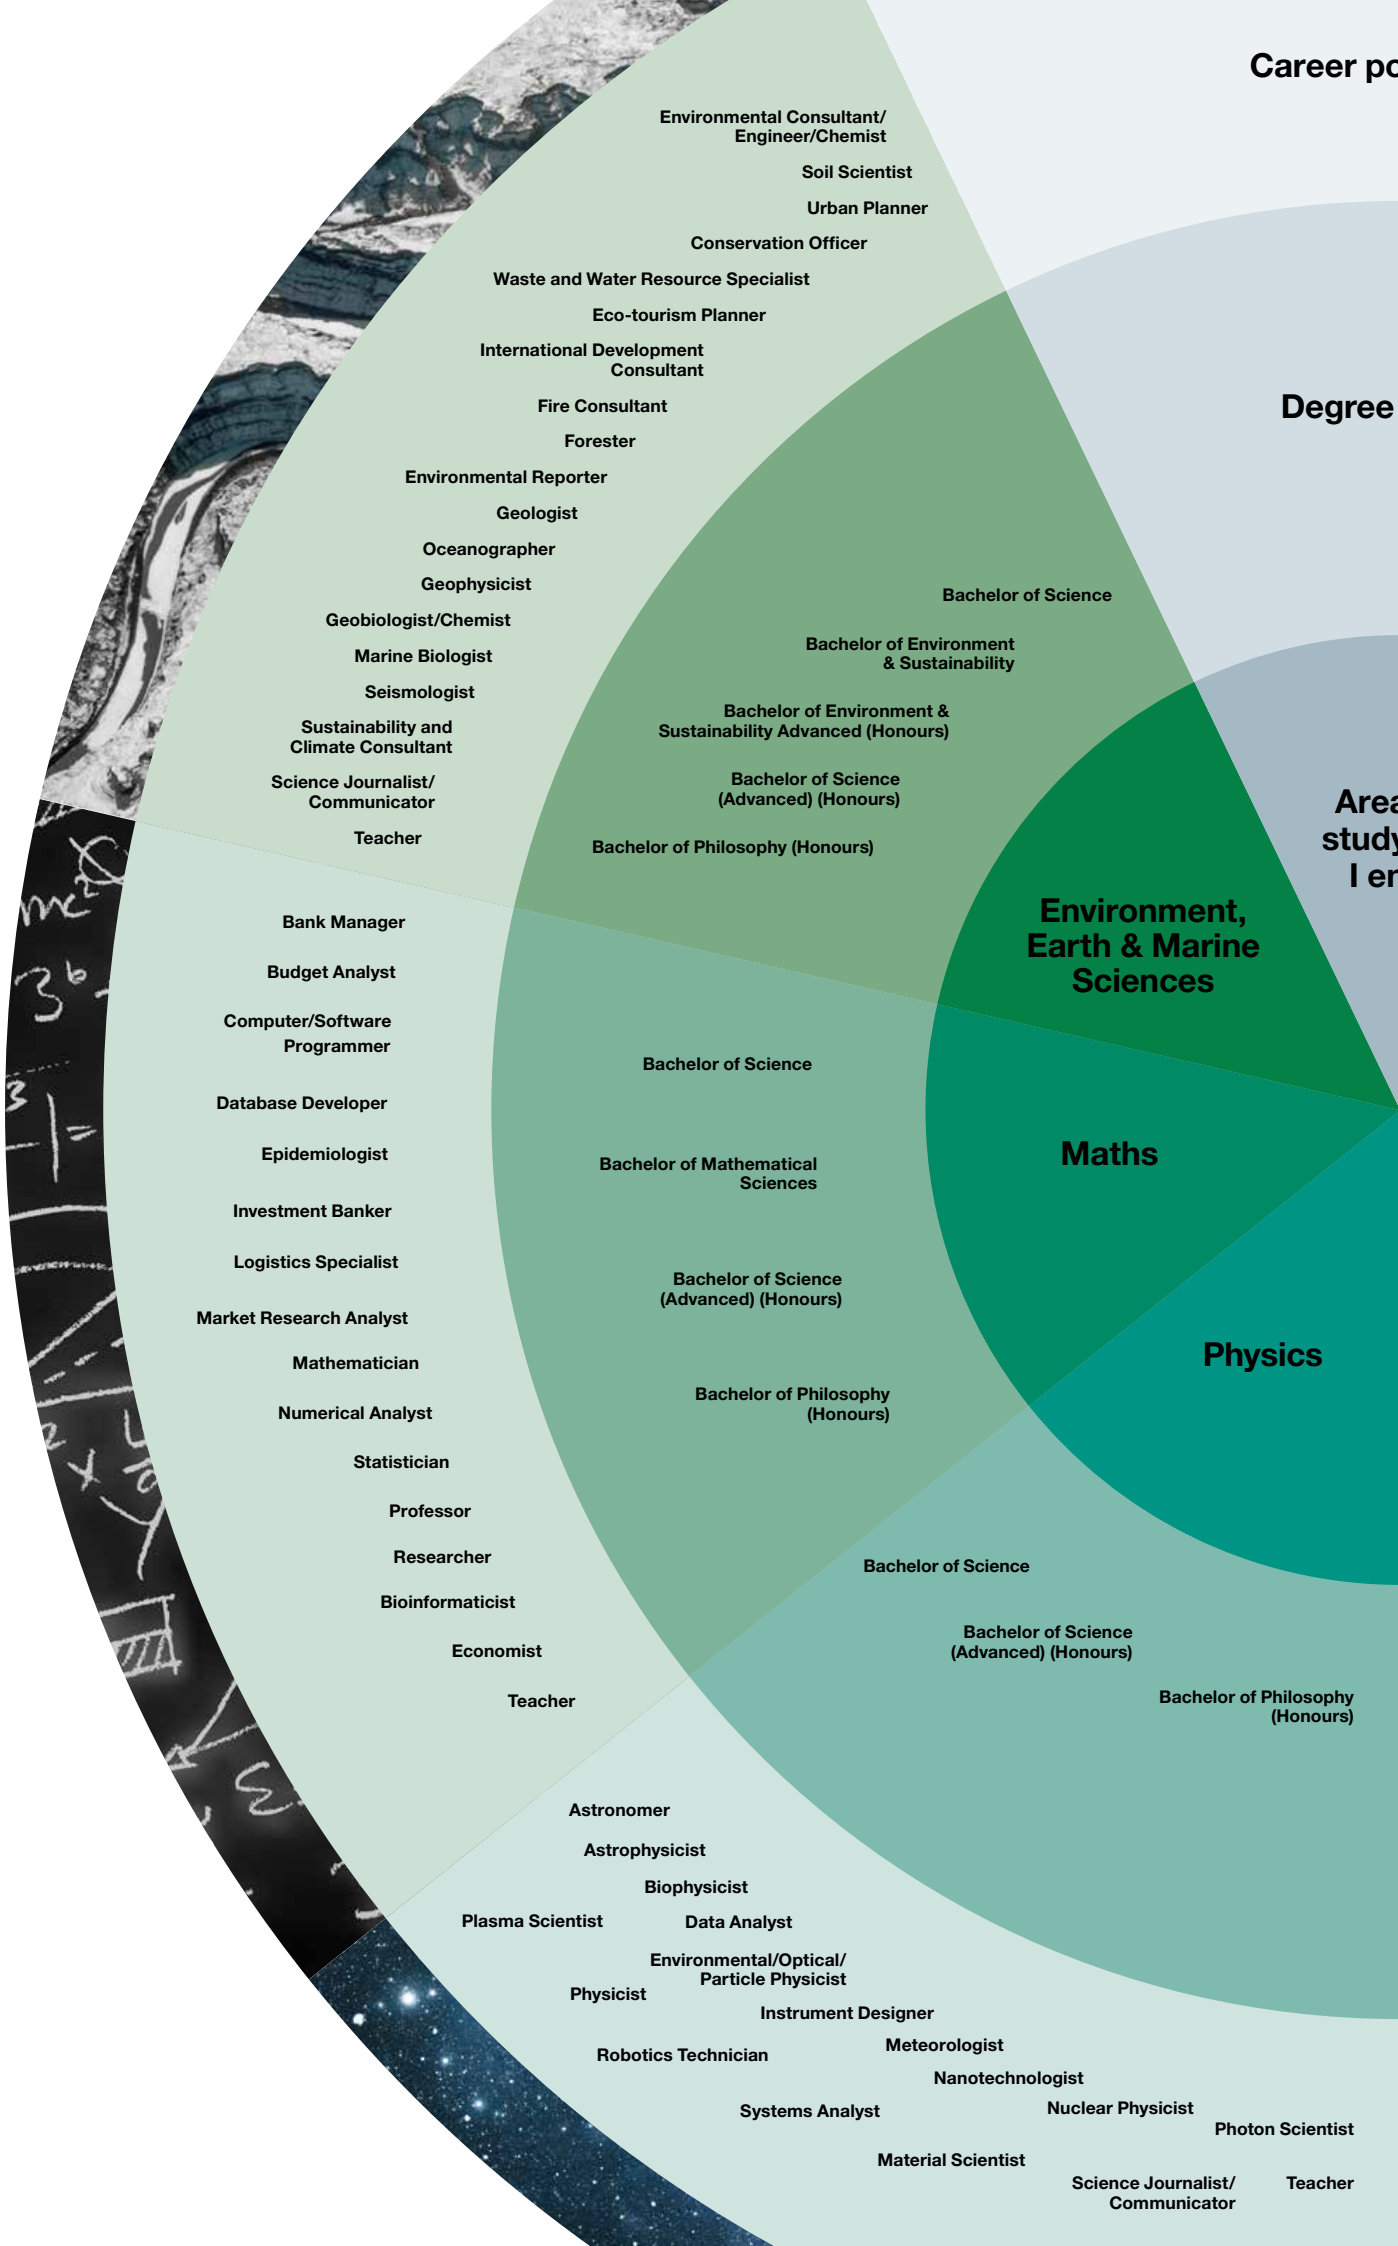 Career po
Degree
Area
study
I en
Environmental Consultant/
Engineer/Chemist
Soil Scientist
Urban Planner
Conservation Officer
Waste and Water Resource Specialist
Eco-tourism Planner
International Development
Consultant
Fire Consultant
Forester
Environmental Reporter
Geologist
Oceanographer
Geophysicist
Geobiologist/Chemist
Marine Biologist
Seismologist
Sustainability and
Climate Consultant
Science Journalist/
Communicator
Teacher
Bachelor of Science
Bachelor of Environment
& Sustainability
Bachelor of Environment &
Sustainability Advanced (Honours)
Bachelor of Science
(Advanced) (Honours)
Bachelor of Philosophy (Honours)
Environment,
Earth & Marine
Sciences
Bank Manager
Budget Analyst
Computer/Software
Programmer
Database Developer
Epidemiologist
Investment Banker
Logistics Specialist
Market Research Analyst
Mathematician
Numerical Analyst
Statistician
Professor
Researcher
Bioinformaticist
Economist
Teacher
Bachelor of Science
Bachelor of Mathematical
Sciences
Bachelor of Science
(Advanced) (Honours)
Bachelor of Philosophy
(Honours)
Maths
Physics
Bachelor of Science
Bachelor of Science
(Advanced) (Honours)
Bachelor of Philosophy
(Honours)
Astronomer
Astrophysicist
Biophysicist
Plasma Scientist
Data Analyst
Environmental/Optical/
Particle Physicist
Physicist
Instrument Designer
Meteorologist
Robotics Technician
Nanotechnologist
Systems Analyst
Nuclear Physicist
Photon Scientist
Material Scientist
Science Journalist/
Communicator
Teacher